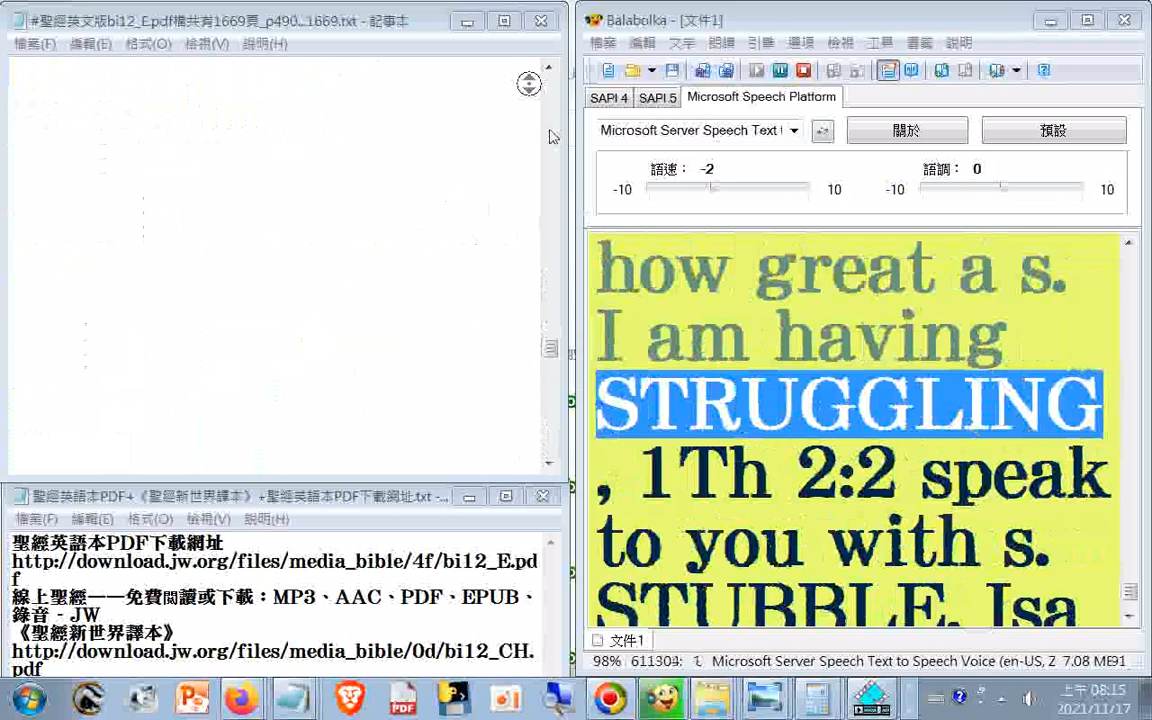 #聖經英文版bi12_E.pdf檔共有1669頁_p490...1669.txt - 記事本
檔案(F) 編輯(E) 格式(O) 檢視(V) 說明(H)
聖經英語本PDF+《聖經新世界譯本》+聖經英語本PDF下載網址.txt -...
檔案(F) 編輯(E) 格式(O) 檢視(V) 說明(H)
聖經英語本PDF下載網址
http://download.jw.org/files/media_bible/4f/bi12_E.pd
f
線上聖經——免費閱讀或下載：MP3、AAC、PDF、EPUB、
錄音 - JW
《聖經新世界譯本》
http://download.jw.org/files/media_bible/0d/bi12_CH.
pdf
Balabolka - [文件1]
檔案 編輯 文字 朗讀 引擎 選項 檢視 工具 書籤 說明
SAPI 4 SAPI 5 Microsoft Speech Platform
Microsoft Server Speech Text 關於 預設
語速： -2 語調： 0
-10 10 -10 10
how great a s.
I am having
STRUGGLING
, 1Th 2:2 speak
to you with s.
STUBBLE, Isa
文件1
98% 611304: Microsoft Server Speech Text to Speech Voice (en-US, Z 7.08 ME91
PDF
上午 08:15
2021/11/17